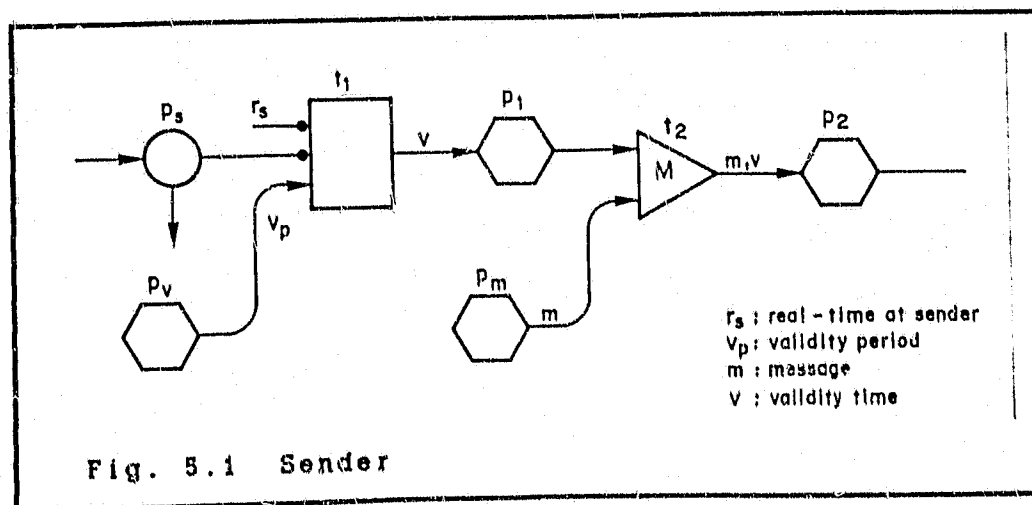 t1
rs
ps
v
p1
t2
M
m,v
p2
vp
pv
pm
m
rs : real-time at sender
Vp: validity period
m : massage
V : validity time
Fig. 5.1 Sender